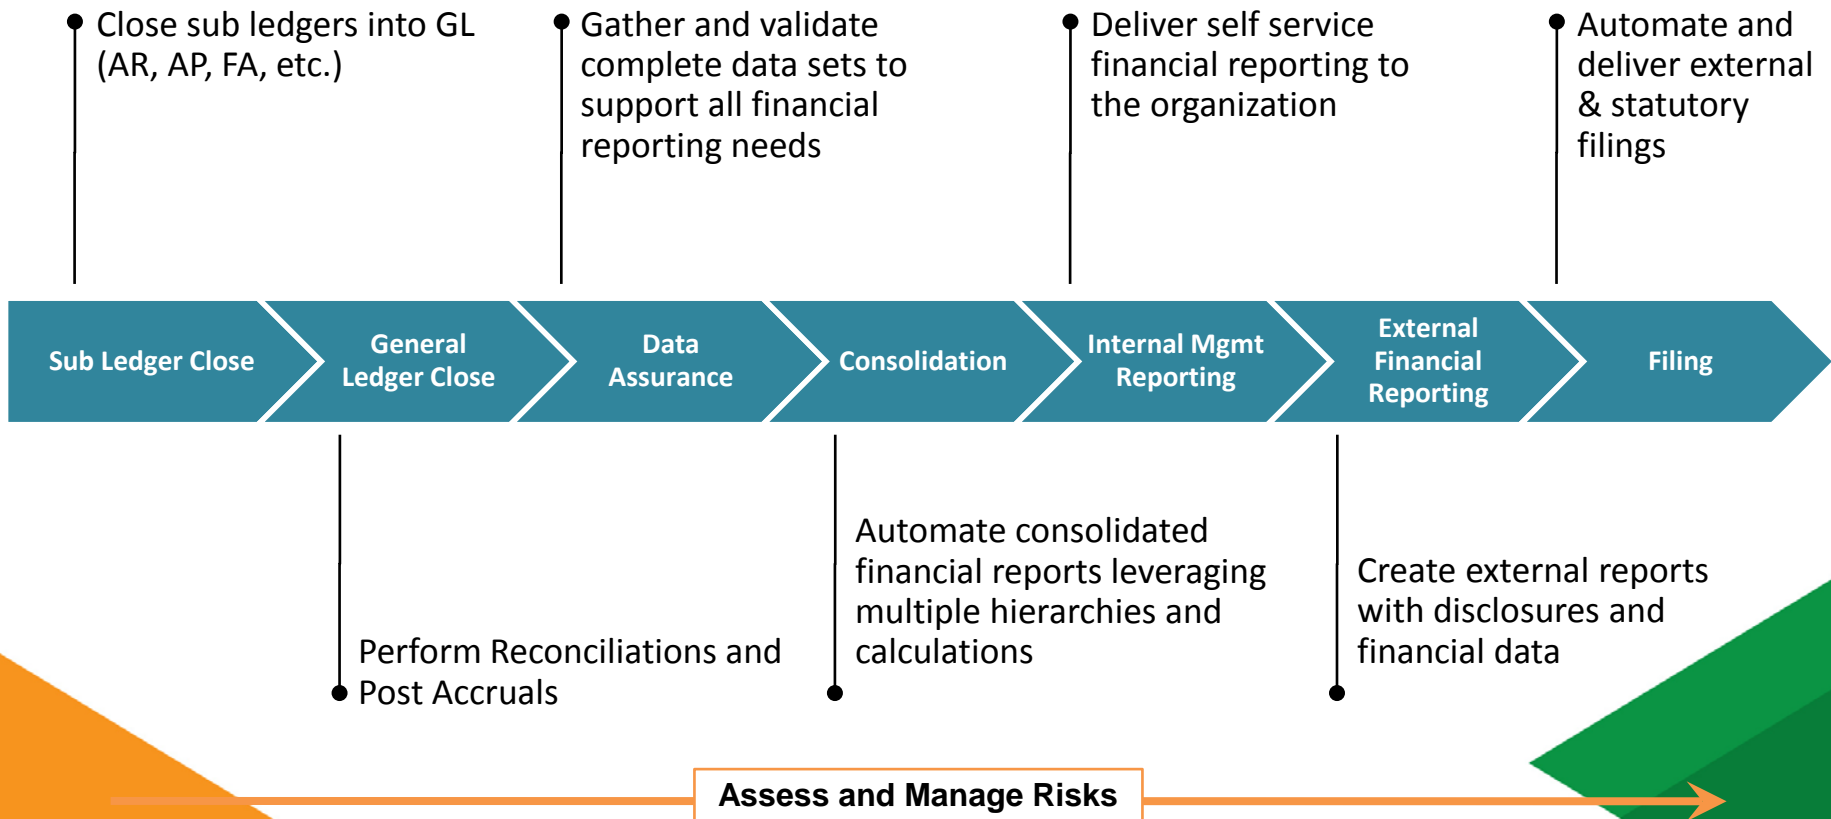 Close sub ledgers into GL
(AR, AP, FA, etc.)
Gather and validate
complete data sets to
support all financial
reporting needs
Deliver self service
financial reporting to
the organization
Automate and
deliver external
& statutory
filings
Sub Ledger Close
General
Ledger Close
Data
Assurance
Consolidation
Internal Mgmt
Reporting
External
Financial
Reporting
Filing
Perform Reconciliations and
Post Accruals
Automate consolidated
financial reports leveraging
multiple hierarchies and
calculations
Create external reports
with disclosures and
financial data
Assess and Manage Risks